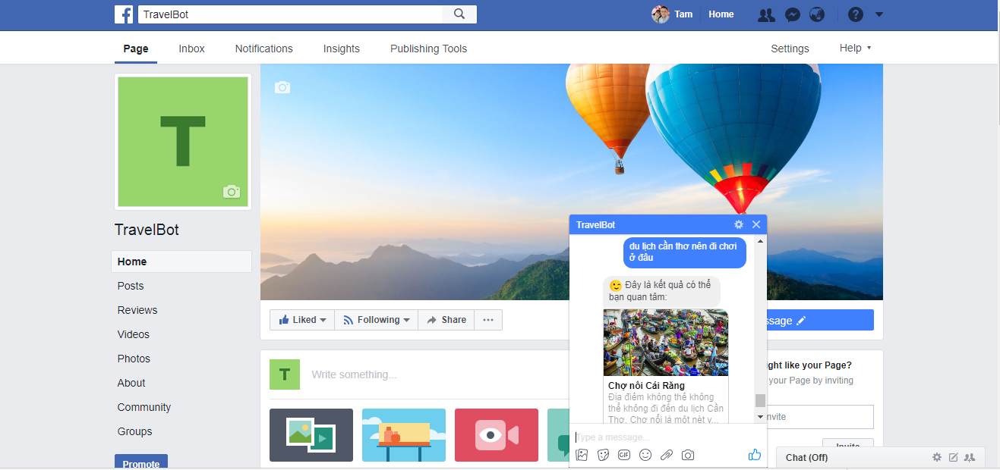 TravelBot
Tam Home
Page Inbox Notifications Insights Publishing Tools Settings Help
T
TravelBot
Home
Posts
Reviews
Videos
Photos
About
Community
Groups
Promote
Liked Following Share
T Write something...
TravelBot
du lịch cần thơ nên đi chơi
ở đâu
Đây là kết quả có thể
bạn quan tâm:
Chợ nổi Cái Răng
Địa điểm không thể không
thể không đi đến du lịch Cần
Thơ. Chợ nổi là một nét v...
Type a message...
GIF
ssage
ght like your Page?
your Page by inviting
nvite
Invite
Chat (Off)